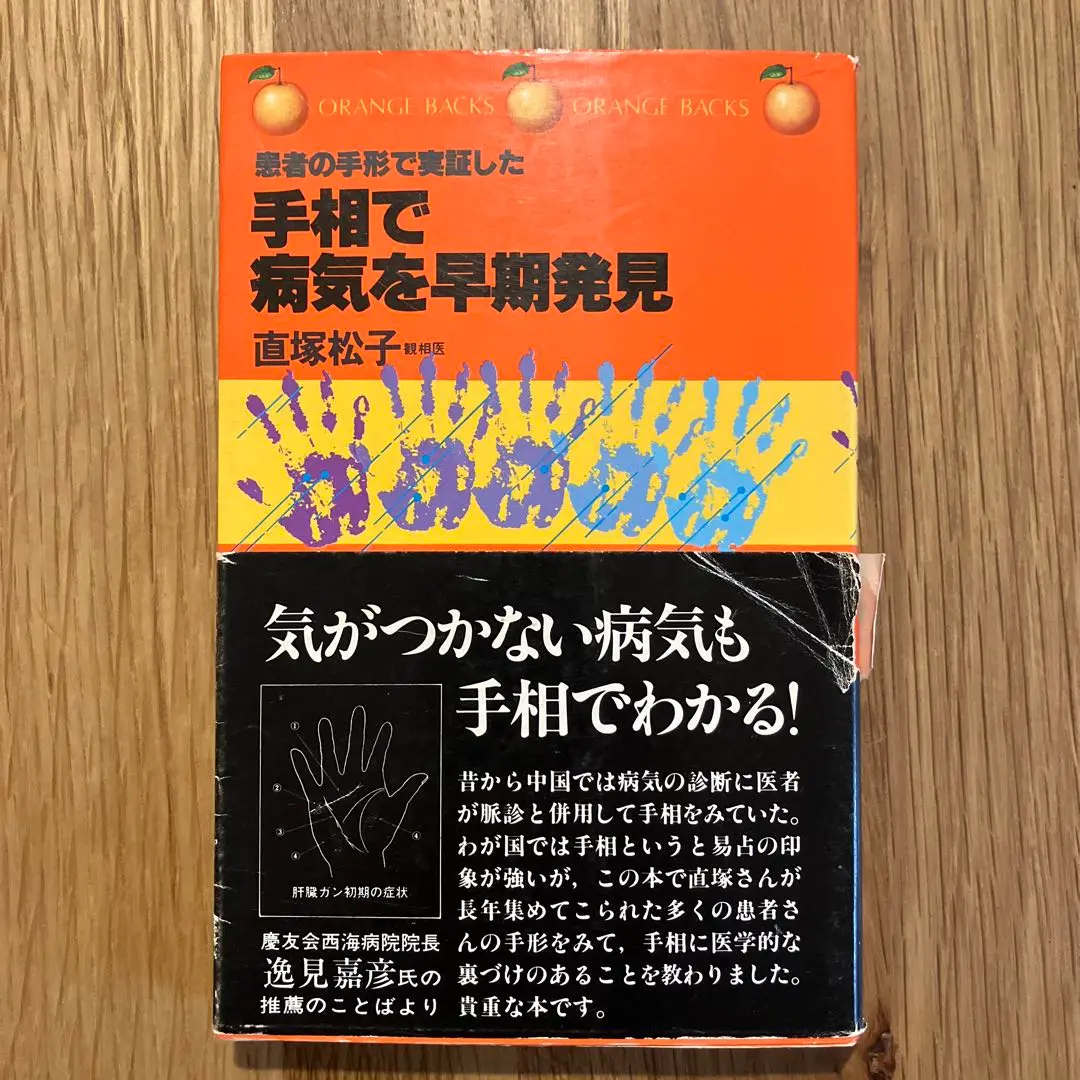 ORANGE BACKS ORANGE BACKS
患者の手形で実証した
手相で
病気を早期発見
直塚松子 観相医
気がつかない病気も
手相でわかる!
①
②
③
④
④
肝臓ガン初期の症状
慶友会西海病院院長
逸見嘉彦氏の
推薦のことばより
昔から中国では病気の診断に医者
が脈診と併用して手相をみていた。
わが国では手相というと易占の印
象が強いが，この本で直塚さんが
長年集めてこられた多くの患者さ
んの手形をみて，手相に医学的な
裏づけのあることを教わりました。
貴重な本です。